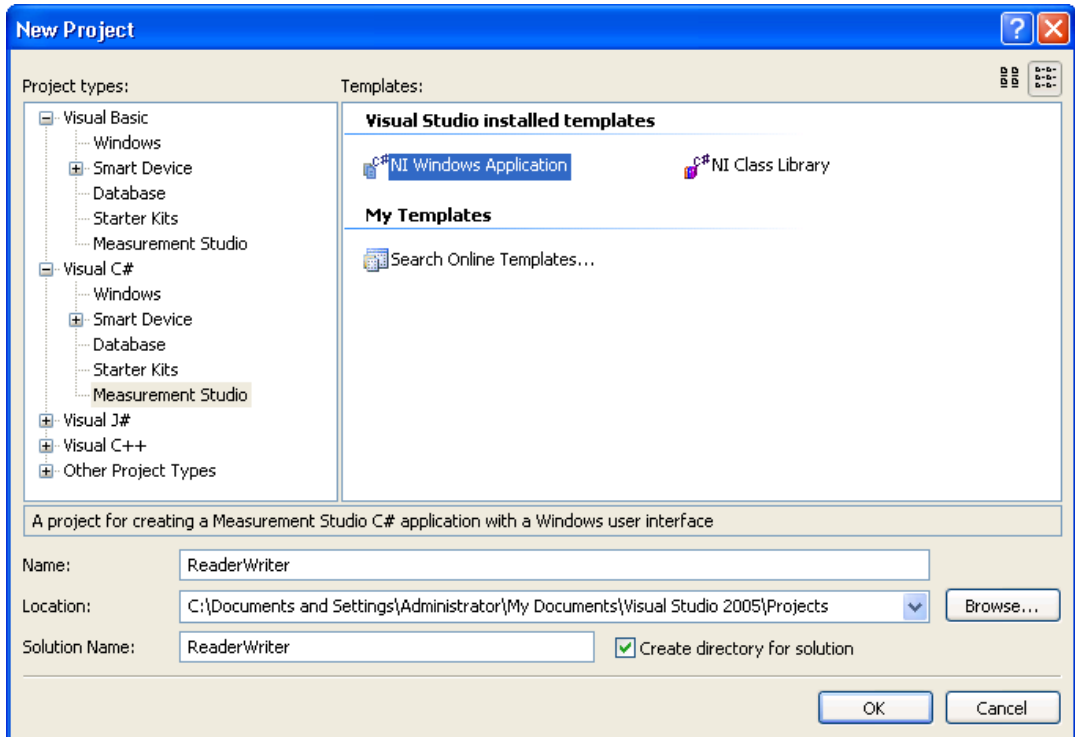 New Project
Project types:
Templates:
Visual Basic
Windows
Smart Device
Database
Starter Kits
Measurement Studio
Visual C#
Windows
Smart Device
Database
Starter Kits
Measurement Studio
Visual J#
Visual C++
Other Project Types
Visual Studio installed templates
C# NI Windows Application
C# NI Class Library
My Templates
Search Online Templates...
A project for creating a Measurement Studio C# application with a Windows user interface
Name: ReaderWriter
Location: C:\Documents and Settings\Administrator\My Documents\Visual Studio 2005\Projects Browse...
Solution Name: ReaderWriter Create directory for solution
OK Cancel